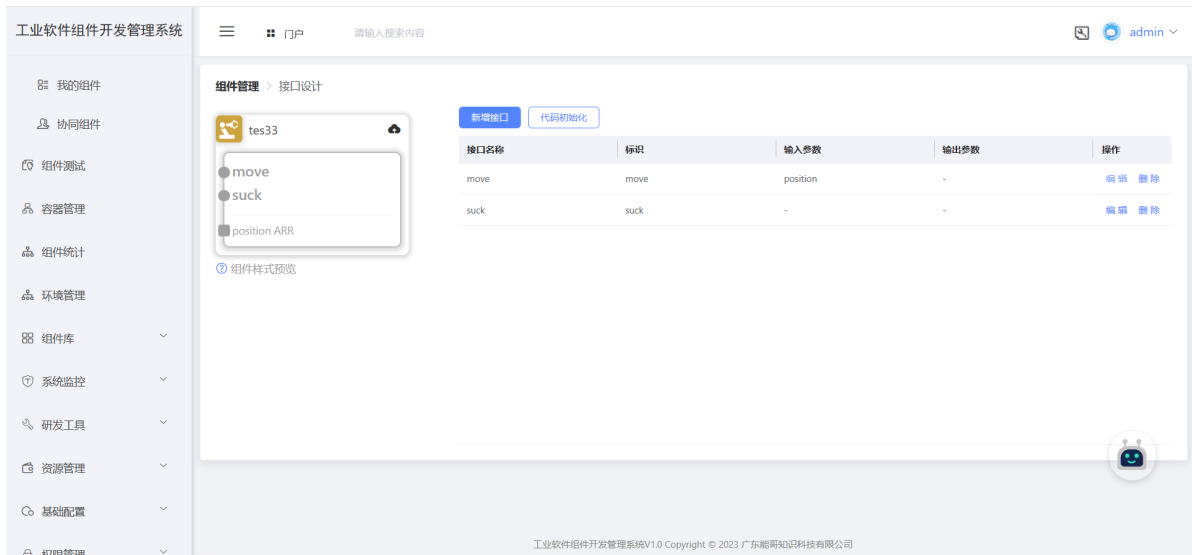 工业软件组件开发管理系统
门户
请输入搜索内容
admin
我的组件
协同组件
组件测试
容器管理
组件统计
环境管理
组件库
系统监控
研发工具
资源管理
基础配置
权限管理
组件管理 > 接口设计
tes33
move
suck
position ARR
组件样式预览
新增接口 代码初始化
接口名称 标识 输入参数 输出参数 操作
move move position - 编辑 删除
suck suck - - 编辑 删除
工业软件组件开发管理系统V1.0 Copyright © 2023 广东能哥知识科技有限公司